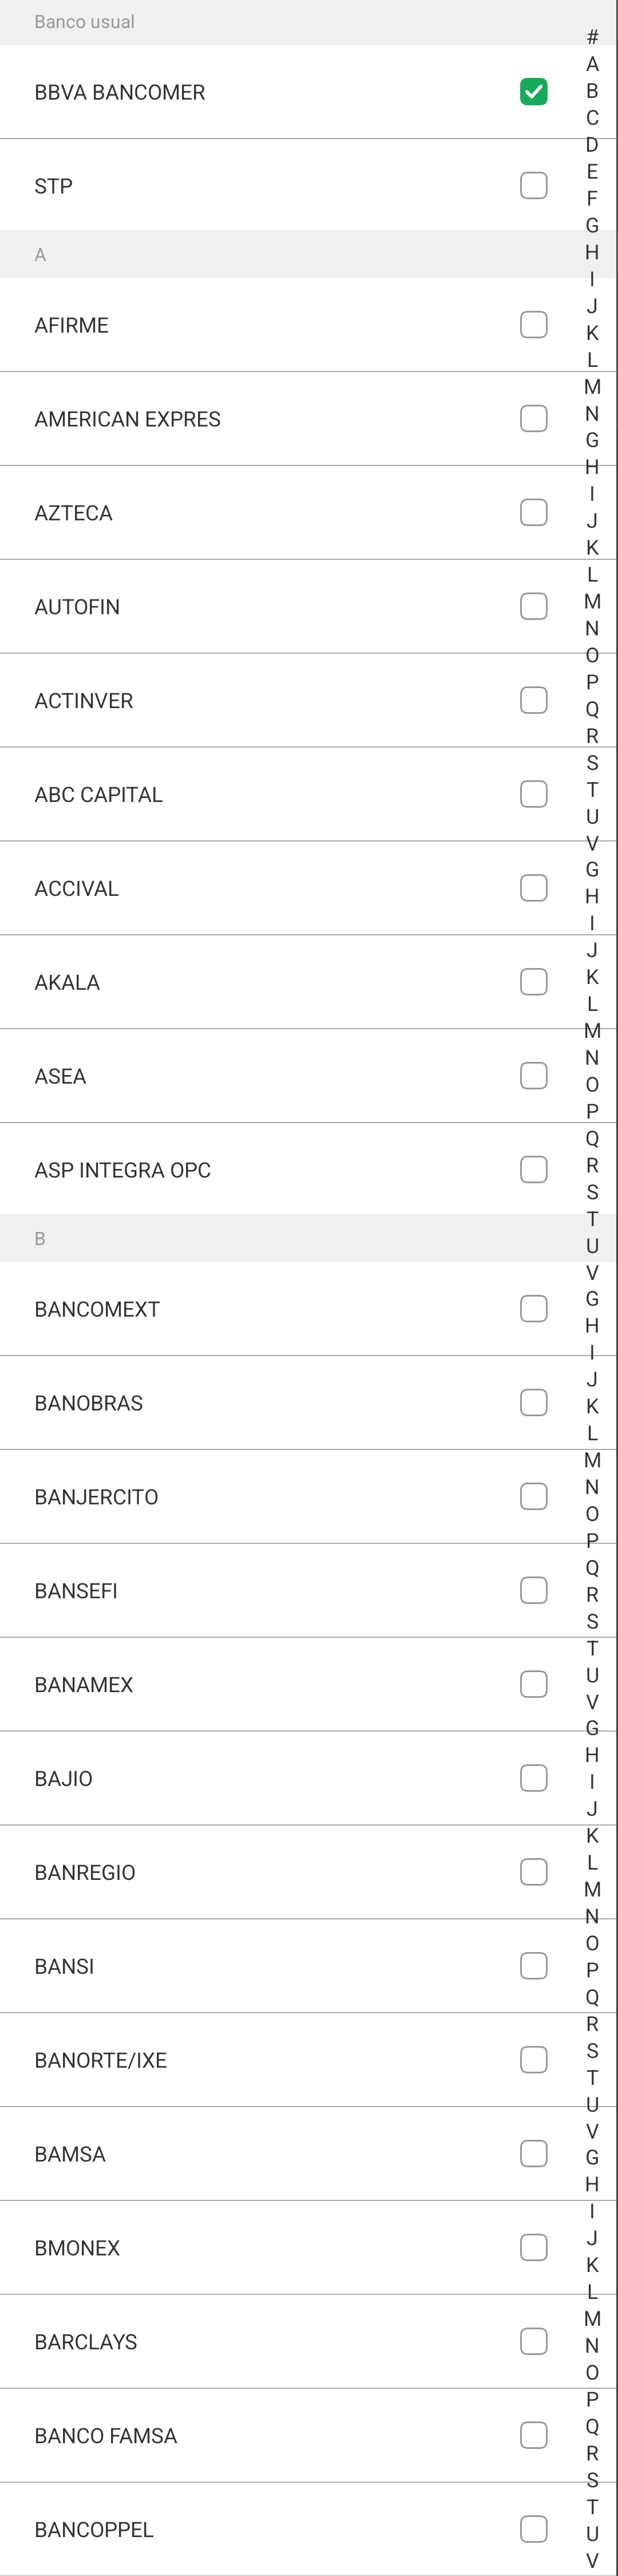 Banco usual
BBVA BANCOMER
STP
A
AFIRME
AMERICAN EXPRES
AZTECA
AUTOFIN
ACTINVER
ABC CAPITAL
ACCIVAL
AKALA
ASEA
ASP INTEGRA OPC
B
BANCOMEXT
BANOBRAS
BANJERCITO
BANSEFI
BANAMEX
BAJIO
BANREGIO
BANSI
BANORTE/IXE
BAMSA
BMONEX
BARCLAYS
BANCO FAMSA
BANCOPPEL
#
A
B
C
D
E
F
G
H
I
J
K
L
M
N
G
H
I
J
K
L
M
N
O
P
Q
R
S
T
U
V
G
H
I
J
K
L
M
N
O
P
Q
R
S
T
U
V
G
H
I
J
K
L
M
N
O
P
Q
R
S
T
U
V
G
H
I
J
K
L
M
N
O
P
Q
R
S
T
U
V
G
H
I
J
K
L
M
N
O
P
Q
R
S
T
U
V